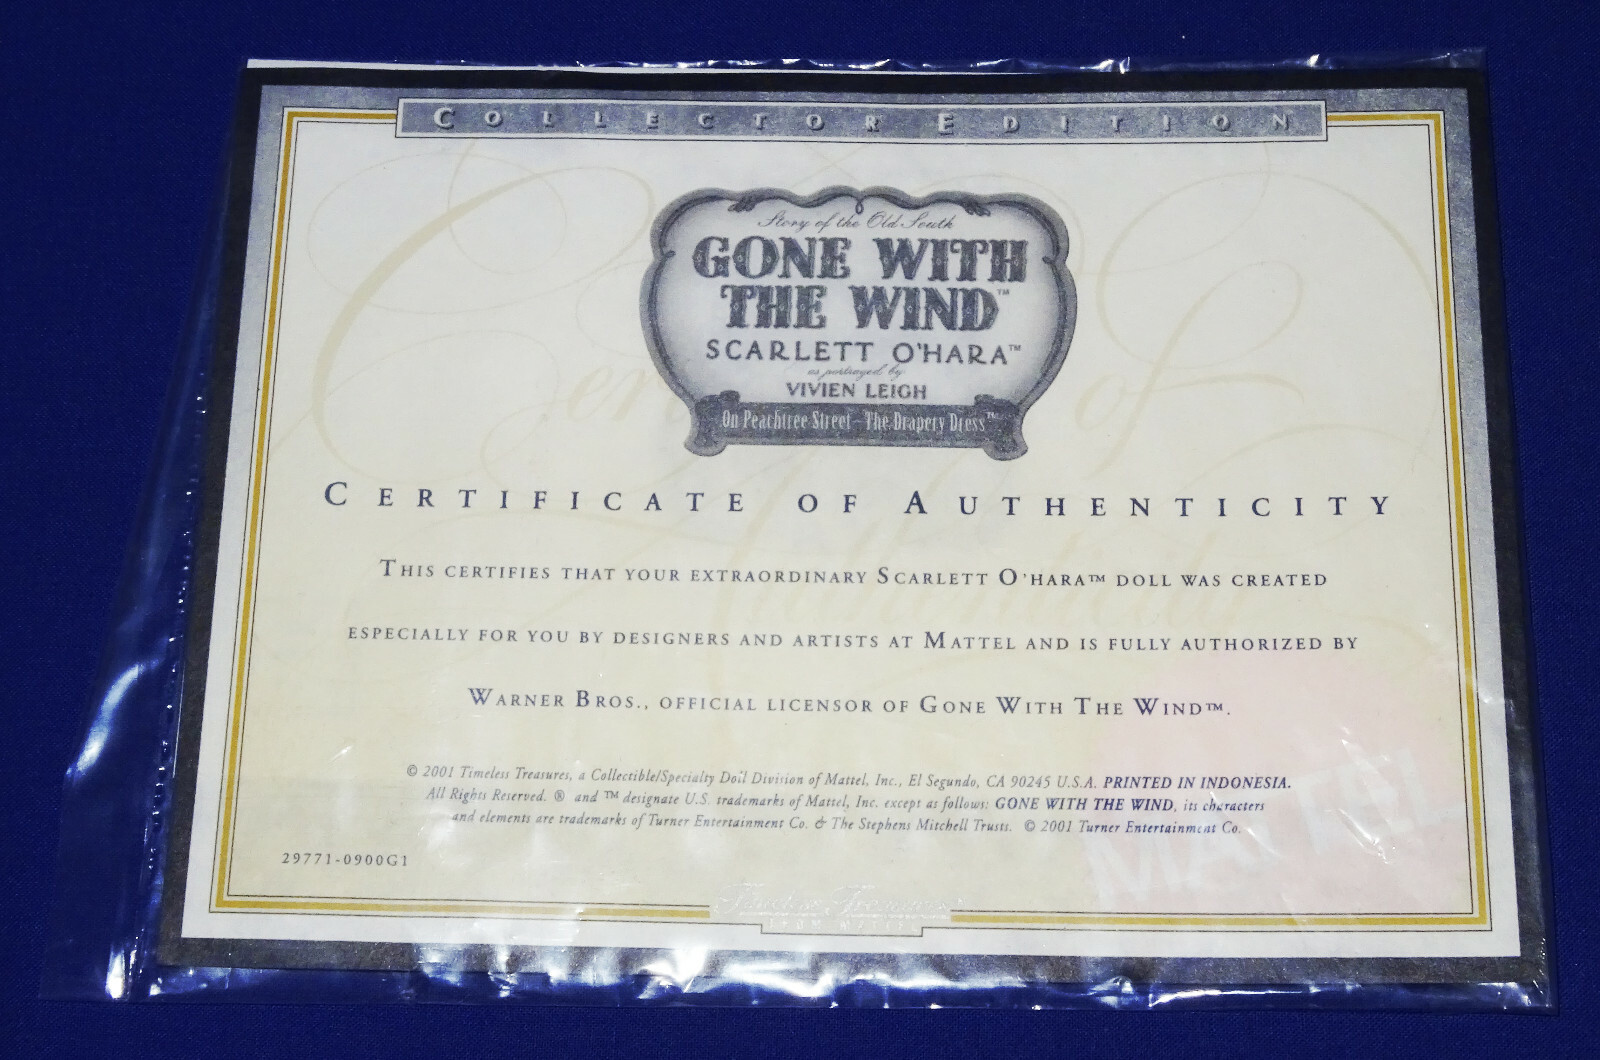 COLLECTOR EDITION
Story of the Old South
GONE WITH
THE WIND™
SCARLETT O'HARA™
as portrayed by
VIVIEN LEIGH
On Peachtree Street - The Drapery Dress™
CERTIFICATE OF AUTHENTICITY
THIS CERTIFIES THAT YOUR EXTRAORDINARY SCARLETT O'HARA™ DOLL WAS CREATED
ESPECIALLY FOR YOU BY DESIGNERS AND ARTISTS AT MATTEL AND IS FULLY AUTHORIZED BY
WARNER BROS., OFFICIAL LICENSOR OF GONE WITH THE WIND™.
© 2001 Timeless Treasures, a Collectible/Specialty Doll Division of Mattel, Inc., El Segundo, CA 90245 U.S.A. PRINTED IN INDONESIA.
All Rights Reserved. ® and ™ designate U.S. trademarks of Mattel, Inc. except as follows: GONE WITH THE WIND, its characters
and elements are trademarks of Turner Entertainment Co. & The Stephens Mitchell Trusts. © 2001 Turner Entertainment Co.
MATTEL
29771-0900G1
Timeless Treasures
FROM MATTEL